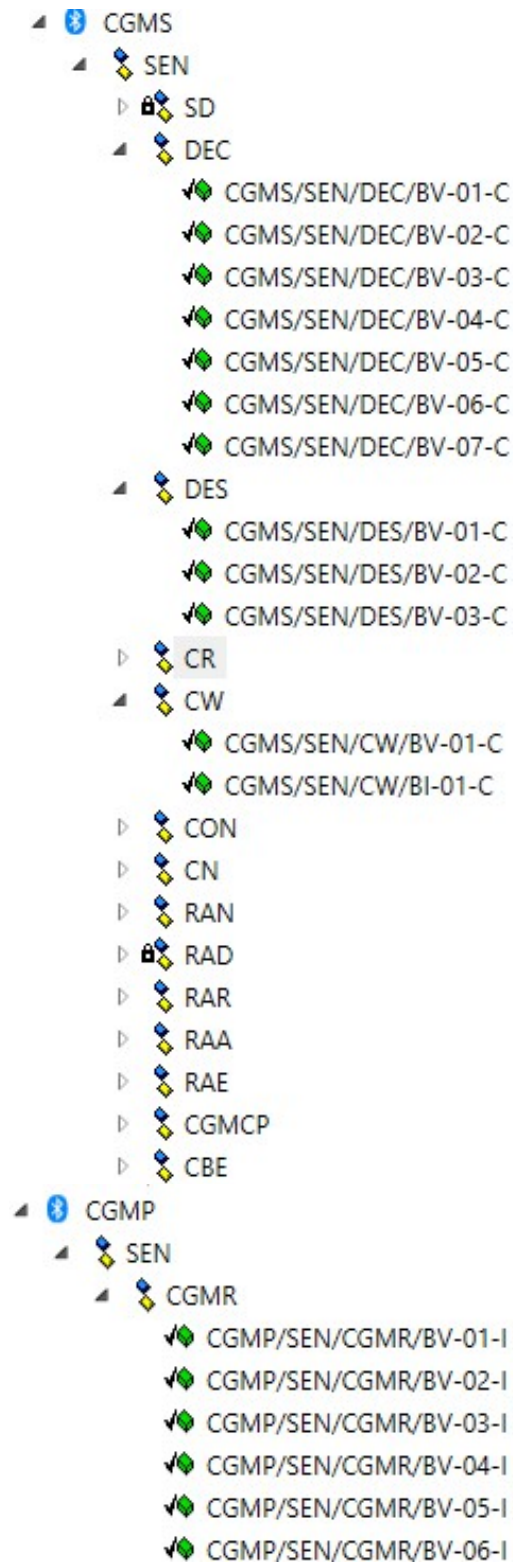 CGMS
SEN
SD
DEC
CGMS/SEN/DEC/BV-01-C
CGMS/SEN/DEC/BV-02-C
CGMS/SEN/DEC/BV-03-C
CGMS/SEN/DEC/BV-04-C
CGMS/SEN/DEC/BV-05-C
CGMS/SEN/DEC/BV-06-C
CGMS/SEN/DEC/BV-07-C
DES
CGMS/SEN/DES/BV-01-C
CGMS/SEN/DES/BV-02-C
CGMS/SEN/DES/BV-03-C
CR
CW
CGMS/SEN/CW/BV-01-C
CGMS/SEN/CW/BI-01-C
CON
CN
RAN
RAD
RAR
RAA
RAE
CGMCP
CBE
CGMP
SEN
CGMR
CGMP/SEN/CGMR/BV-01-I
CGMP/SEN/CGMR/BV-02-I
CGMP/SEN/CGMR/BV-03-I
CGMP/SEN/CGMR/BV-04-I
CGMP/SEN/CGMR/BV-05-I
CGMP/SEN/CGMR/BV-06-I